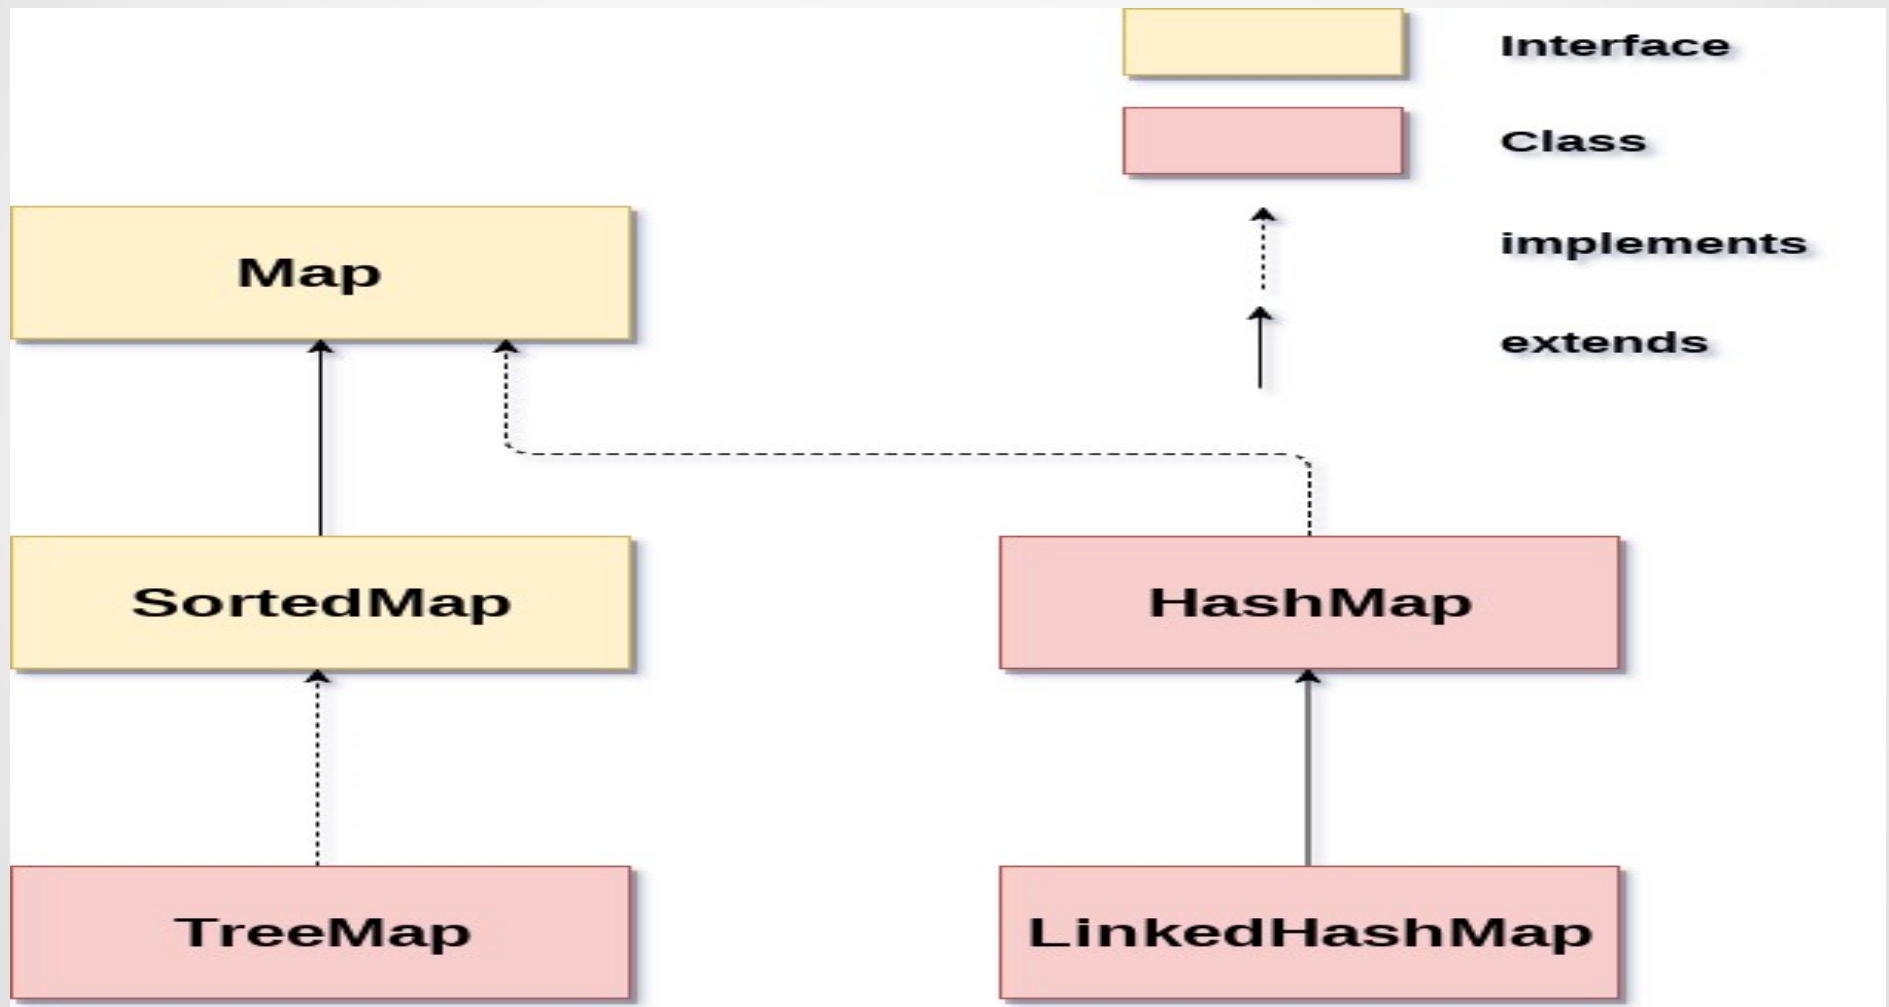 Interface
Class
implements
extends
Map
SortedMap
HashMap
TreeMap
LinkedHashMap